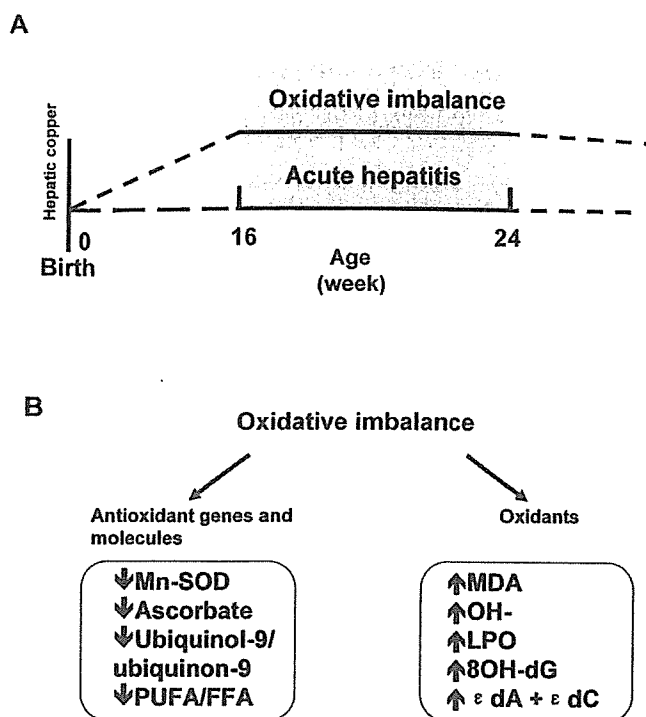 A
Oxidative imbalance
Hepatic copper
Acute hepatitis
0
16
24
Birth
Age
(week)
B
Oxidative imbalance
Antioxidant genes and
molecules
Oxidants
↓Mn-SOD
↓Ascorbate
↓Ubiquinol-9/
ubiquinon-9
↓PUFA/FFA
↑MDA
↑OH-
↑LPO
↑8OH-dG
↑ ε dA + ε dC